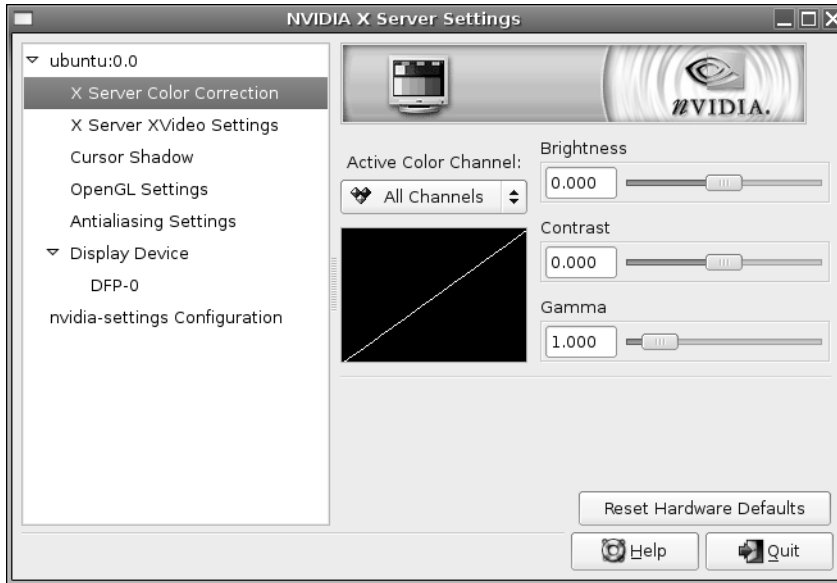 NVIDIA X Server Settings
ubuntu:0.0
X Server Color Correction
X Server XVideo Settings
Cursor Shadow
OpenGL Settings
Antialiasing Settings
Display Device
DFP-0
nvidia-settings Configuration
NVIDIA.
Active Color Channel:
All Channels
Brightness
0.000
Contrast
0.000
Gamma
1.000
Reset Hardware Defaults
Help
Quit